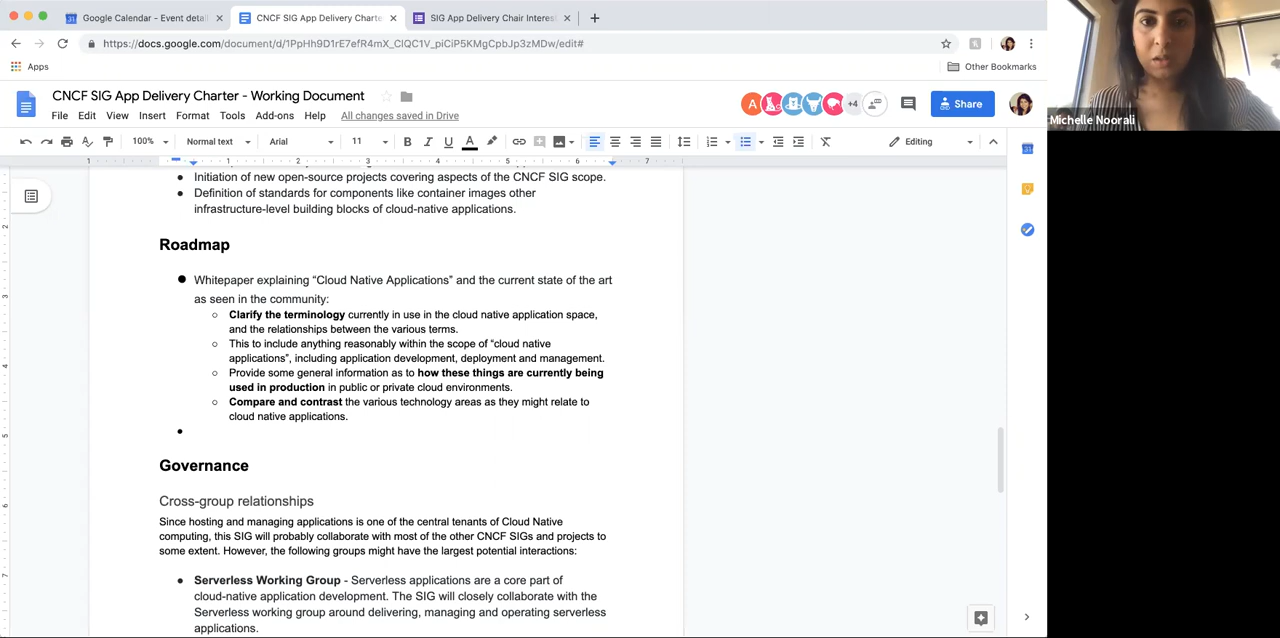 Google Calendar - Event detai
CNCF SIG App Delivery Charte
SIG App Delivery Chair Interes
https://docs.google.com/document/d/1PpHh9D1rE7efR4mX_ClQC1V_piCiP5KMgCpbJp3zMDw/edit#
Apps
Other Bookmarks
CNCF SIG App Delivery Charter - Working Document
File Edit View Insert Format Tools Add-ons Help All changes saved in Drive
A
+4
Share
100% Normal text Arial 11 B I U A Editing
1 1 2 3 4 5 6 7
Initiation of new open-source projects covering aspects of the CNCF SIG scope.
Definition of standards for components like container images other
infrastructure-level building blocks of cloud-native applications.
Roadmap
Whitepaper explaining “Cloud Native Applications” and the current state of the art
as seen in the community:
Clarify the terminology currently in use in the cloud native application space,
and the relationships between the various terms.
This to include anything reasonably within the scope of “cloud native
applications”, including application development, deployment and management.
Provide some general information as to how these things are currently being
used in production in public or private cloud environments.
Compare and contrast the various technology areas as they might relate to
cloud native applications.
Governance
Cross-group relationships
Since hosting and managing applications is one of the central tenants of Cloud Native
computing, this SIG will probably collaborate with most of the other CNCF SIGs and projects to
some extent. However, the following groups might have the largest potential interactions:
Serverless Working Group - Serverless applications are a core part of
cloud-native application development. The SIG will closely collaborate with the
Serverless working group around delivering, managing and operating serverless
applications.
Michelle Noorali